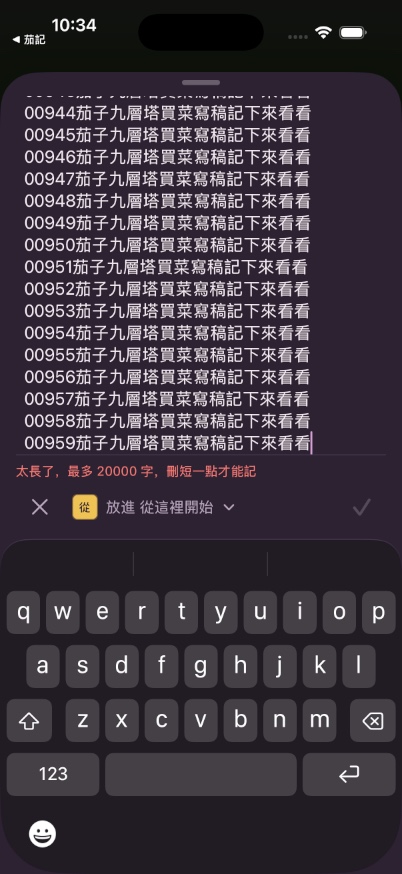 10:34
◀ 茄記
00944茄子九層塔買菜寫稿記下來看看
00945茄子九層塔買菜寫稿記下來看看
00946茄子九層塔買菜寫稿記下來看看
00947茄子九層塔買菜寫稿記下來看看
00948茄子九層塔買菜寫稿記下來看看
00949茄子九層塔買菜寫稿記下來看看
00950茄子九層塔買菜寫稿記下來看看
00951茄子九層塔買菜寫稿記下來看看
00952茄子九層塔買菜寫稿記下來看看
00953茄子九層塔買菜寫稿記下來看看
00954茄子九層塔買菜寫稿記下來看看
00955茄子九層塔買菜寫稿記下來看看
00956茄子九層塔買菜寫稿記下來看看
00957茄子九層塔買菜寫稿記下來看看
00958茄子九層塔買菜寫稿記下來看看
00959茄子九層塔買菜寫稿記下來看看
太長了，最多 20000 字，刪短一點才能記
從 放進 從這裡開始
q w e r t y u i o p
a s d f g h j k l
z x c v b n m
123